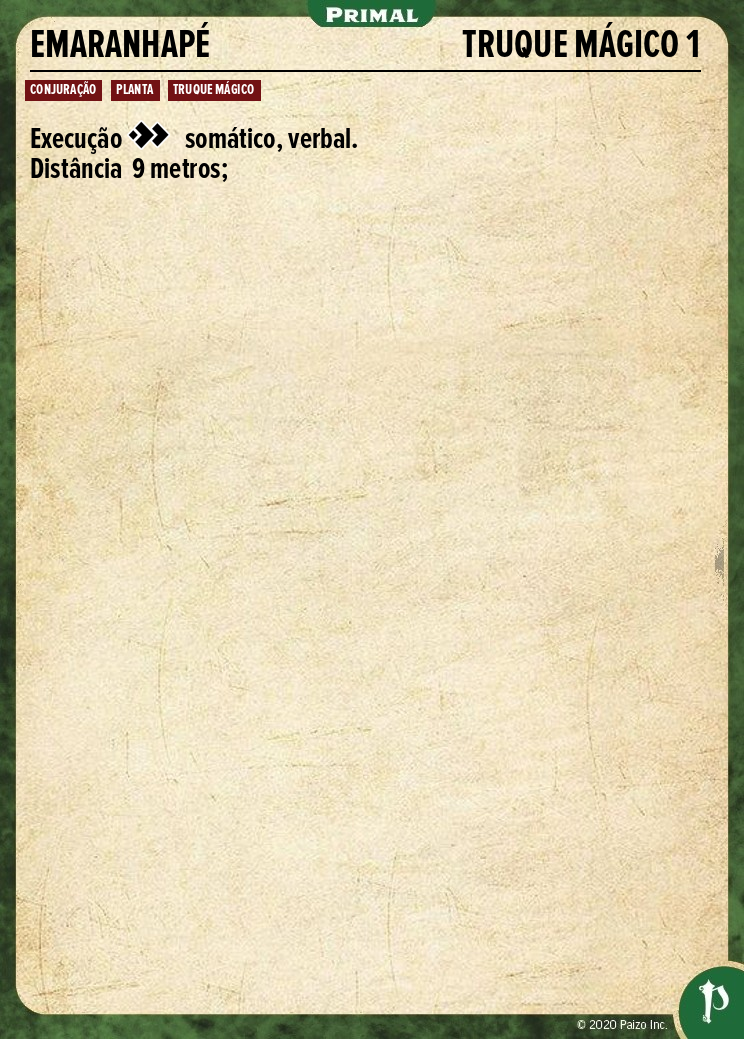 PRIMAL
EMARANHAPÉ TRUQUE MÁGICO 1
CONJURAÇÃO PLANTA TRUQUE MÁGICO
Execução somático, verbal.
Distância 9 metros;
© 2020 Paizo Inc.